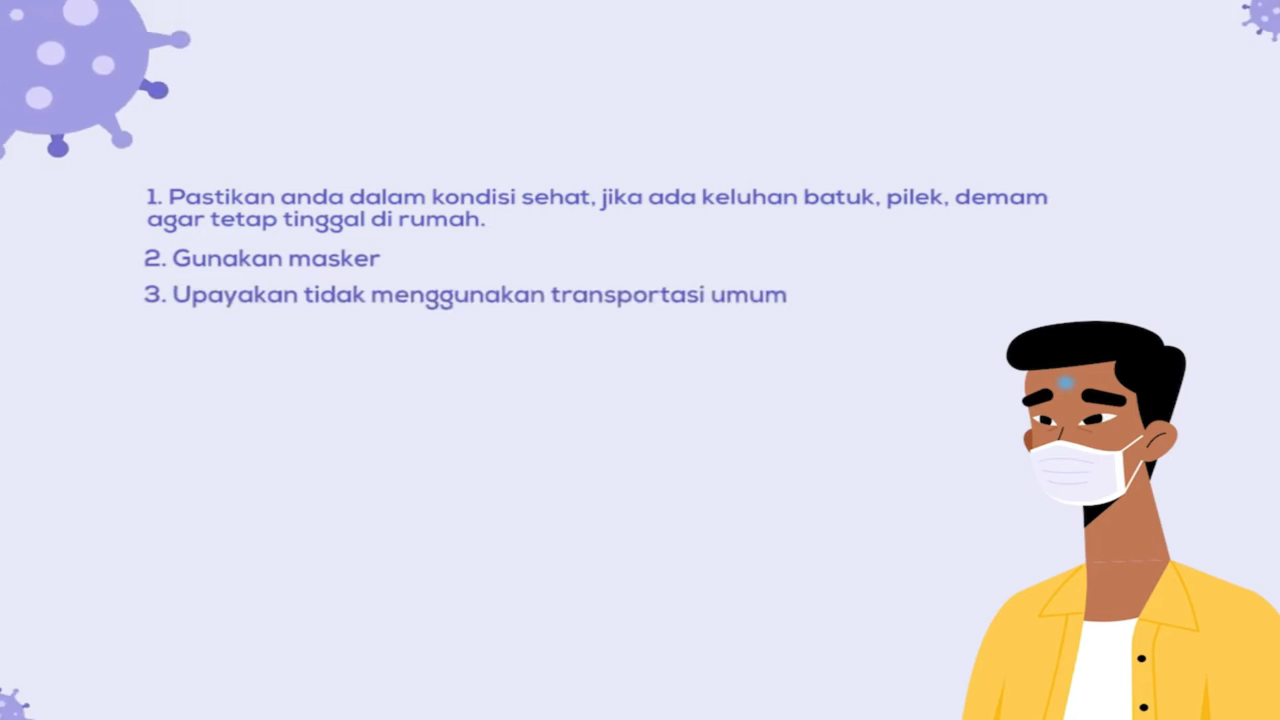 1. Pastikan anda dalam kondisi sehat, jika ada keluhan batuk, pilek, demam
agar tetap tinggal di rumah.
2. Gunakan masker
3. Upayakan tidak menggunakan transportasi umum